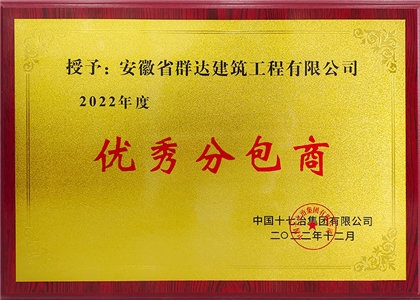 授予：安徽省群达建筑工程有限公司
2022年度
优秀分包商
中国十七冶集团有限公司
二〇二二年十二月